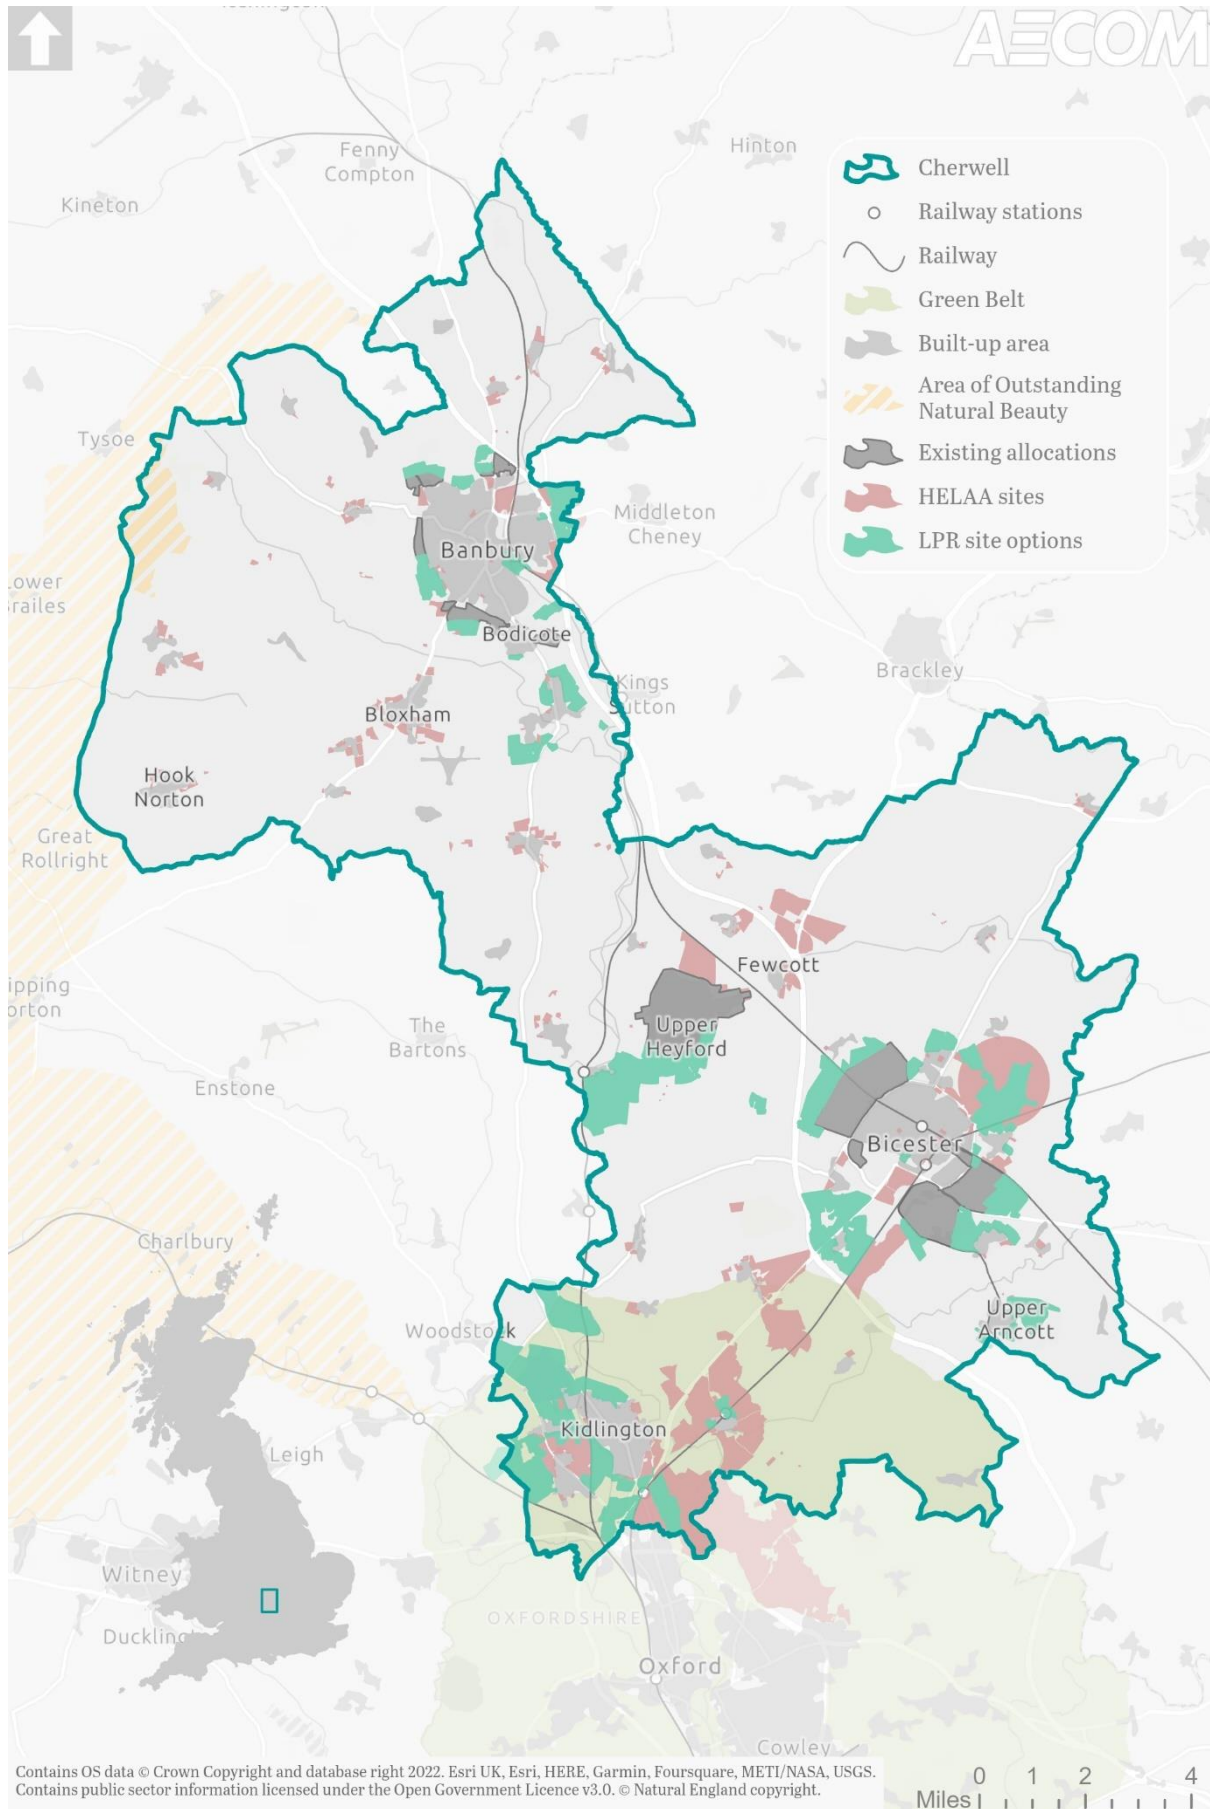 AECOM
Fenny
Compton
Hinton
Kineton
Cherwell
Railway stations
Railway
Green Belt
Built-up area
Area of Outstanding
Natural Beauty
Existing allocations
HELAA sites
LPR site options
Tysoe
Middleton
Cheney
Banbury
Bodicote
Brackley
Kings
Sutton
Bloxham
Hook
Norton
Great
Rollright
Fewcott
Upper
Heyford
The
Bartons
Enstone
Bicester
Charlbury
Woodstock
Upper
Arncott
Kidlington
Leigh
Witney
OXFORDSHIRE
Oxford
Cowley
Contains OS data © Crown Copyright and database right 2022. Esri UK, Esri, HERE, Garmin, Foursquare, METI/NASA, USGS.
Contains public sector information licensed under the Open Government Licence v3.0. © Natural England copyright.
0 1 2 4
Miles